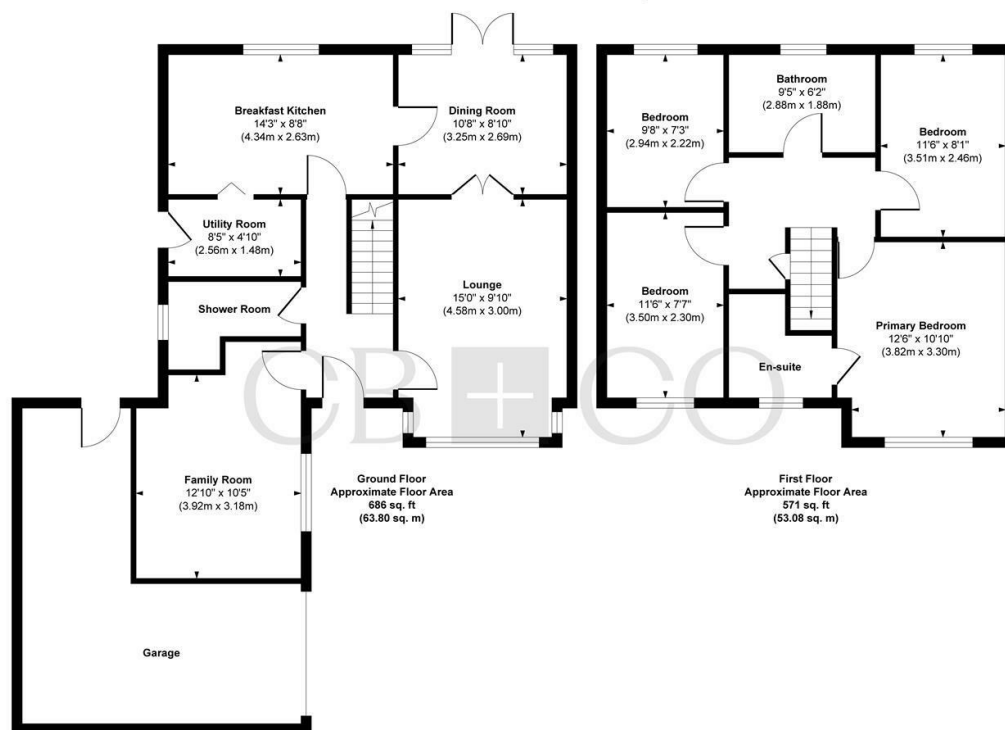 Breakfast Kitchen
14'3" x 8'8"
(4.34m x 2.63m)
Dining Room
10'8" x 8'10"
(3.25m x 2.69m)
Utility Room
8'5" x 4'10"
(2.56m x 1.48m)
Shower Room
Lounge
15'0" x 9'10"
(4.58m x 3.00m)
Family Room
12'10" x 10'5"
(3.92m x 3.18m)
Garage
Ground Floor
Approximate Floor Area
686 sq. ft
(63.80 sq. m)
Bedroom
9'8" x 7'3"
(2.94m x 2.22m)
Bathroom
9'5" x 6'2"
(2.88m x 1.88m)
Bedroom
11'6" x 8'1"
(3.51m x 2.46m)
Bedroom
11'6" x 7'7"
(3.50m x 2.30m)
En-suite
Primary Bedroom
12'6" x 10'10"
(3.82m x 3.30m)
First Floor
Approximate Floor Area
571 sq. ft
(53.08 sq. m)
CB+CO